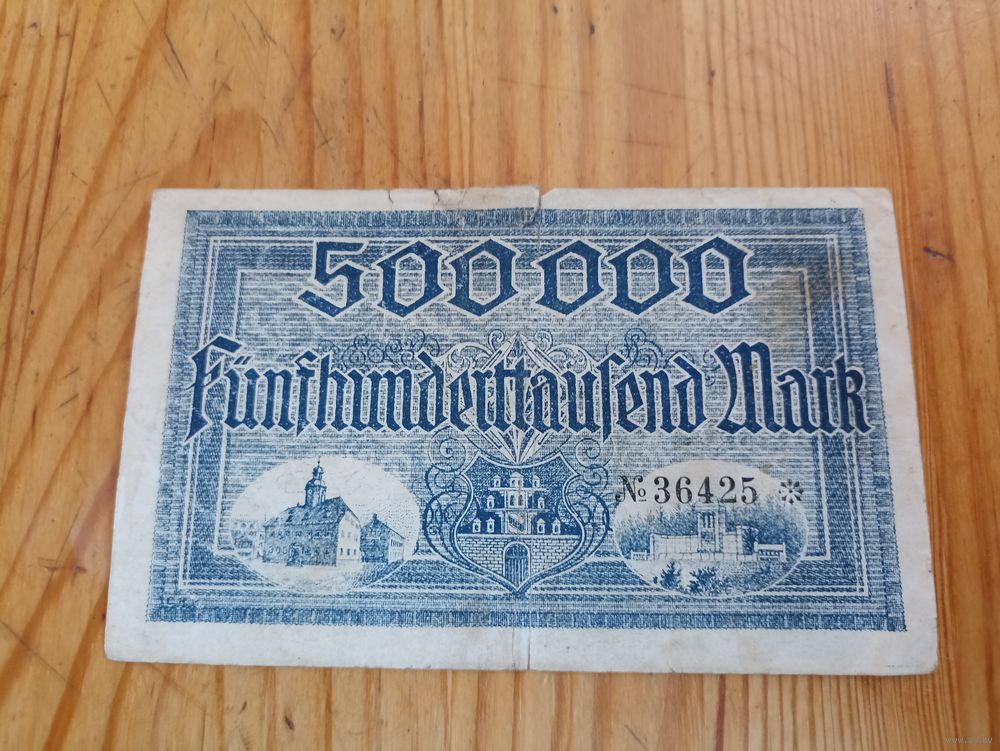 500000
Fünfhunderttausend Mark
№ 36425 *